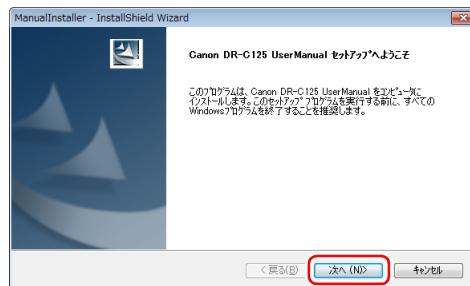 ManualInstaller - InstallShield Wizard
Canon DR-C125 UserManual ｾｯﾄｱｯﾌﾟへようこそ
このﾌﾟﾛｸﾞﾗﾑは、Canon DR-C125 UserManual をｺﾝﾋﾟｭｰﾀに
ｲﾝｽﾄｰﾙします。このｾｯﾄｱｯﾌﾟ ﾌﾟﾛｸﾞﾗﾑを実行する前に、すべての
Windowsﾌﾟﾛｸﾞﾗﾑを終了することを推奨します。
< 戻る(B) 次へ (N)> ｷｬﾝｾﾙ